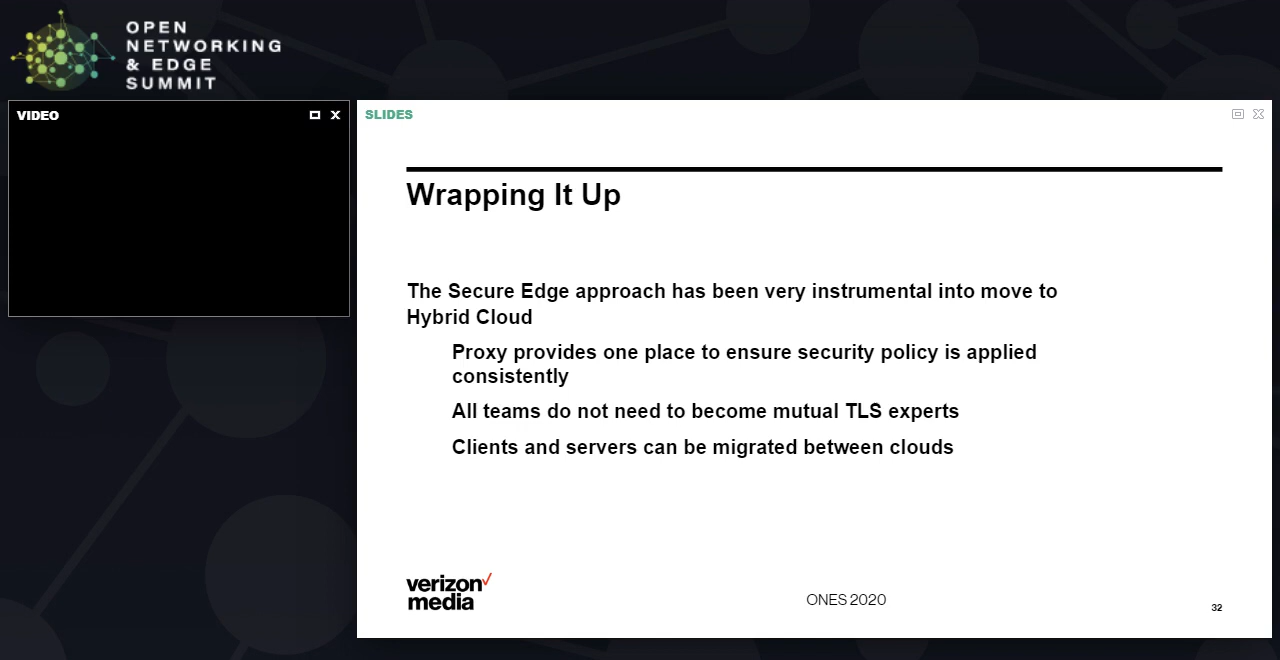 OPEN
NETWORKING
& EDGE
SUMMIT
VIDEO
SLIDES
Wrapping It Up
The Secure Edge approach has been very instrumental into move to
Hybrid Cloud
Proxy provides one place to ensure security policy is applied
consistently
All teams do not need to become mutual TLS experts
Clients and servers can be migrated between clouds
verizon
media
ONES 2020
32